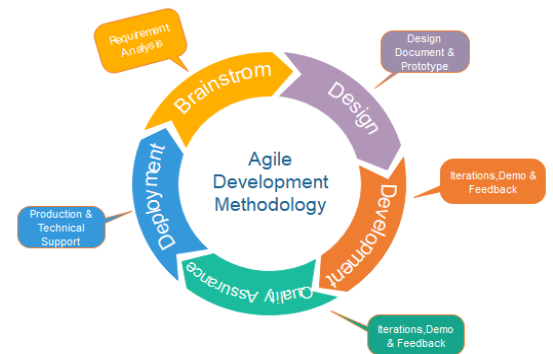 Requirement
Analysis
Brainstrom
Design
Document &
Prototype
Design
Agile
Development
Methodology
Iterations,Demo &
Feedback
Development
Production &
Technical
Support
Deployment
Quality Assurance
Iterations,Demo
& Feedback